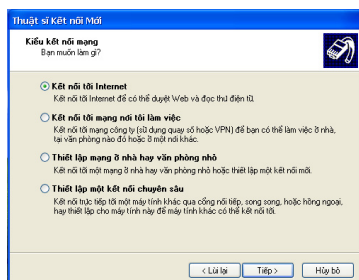 Thuật sĩ Kết nối Mới
Kiểu kết nối mạng
Bạn muốn làm gì?
Kết nối tới Internet
Kết nối tới Internet để có thể duyệt Web và đọc thư điện tử.
Kết nối tới mạng nơi tôi làm việc
Kết nối tới mạng công ty (sử dụng quay số hoặc VPN) để bạn có thể làm việc ở nhà,
tại văn phòng nào đó hoặc ở một nơi khác.
Thiết lập mạng ở nhà hay văn phòng nhỏ
Kết nối tới một mạng ở nhà hay văn phòng nhỏ hoặc thiết lập một kết nối mới.
Thiết lập một kết nối chuyên sâu
Kết nối trực tiếp tới một máy tính khác qua cổng nối tiếp, song song, hoặc hồng ngoại,
hay thiết lập cho máy tính này để máy tính khác có thể kết nối tới.
< Lùi lại
Tiếp >
Hủy bỏ